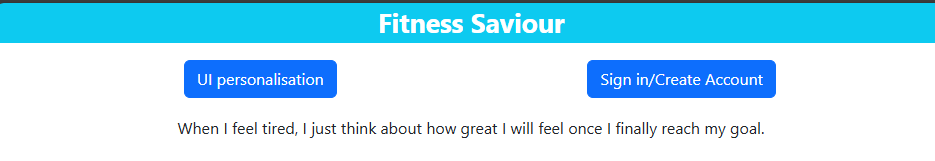 Fitness Saviour
UI personalisation
Sign in/Create Account
When I feel tired, I just think about how great I will feel once I finally reach my goal.